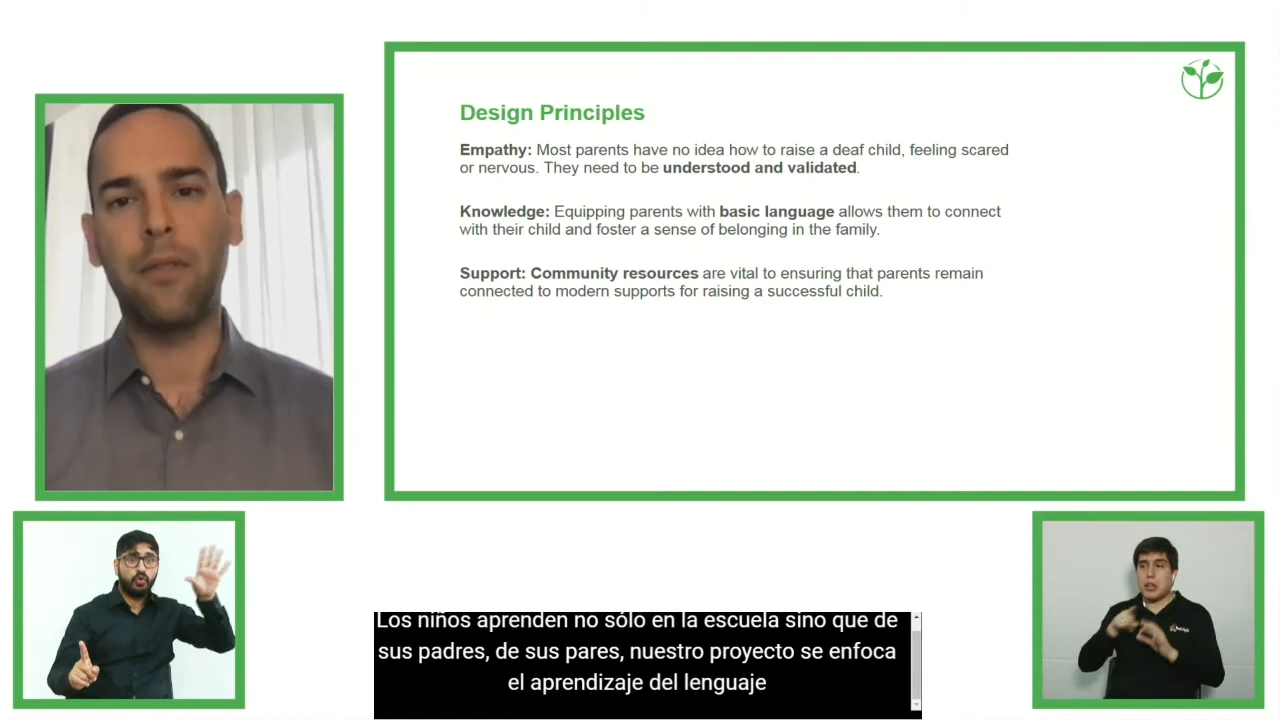 Design Principles
Empathy: Most parents have no idea how to raise a deaf child, feeling scared
or nervous. They need to be understood and validated.
Knowledge: Equipping parents with basic language allows them to connect
with their child and foster a sense of belonging in the family.
Support: Community resources are vital to ensuring that parents remain
connected to modern supports for raising a successful child.
Los niños aprenden no sólo en la escuela sino que de
sus padres, de sus pares, nuestro proyecto se enfoca
el aprendizaje del lenguaje